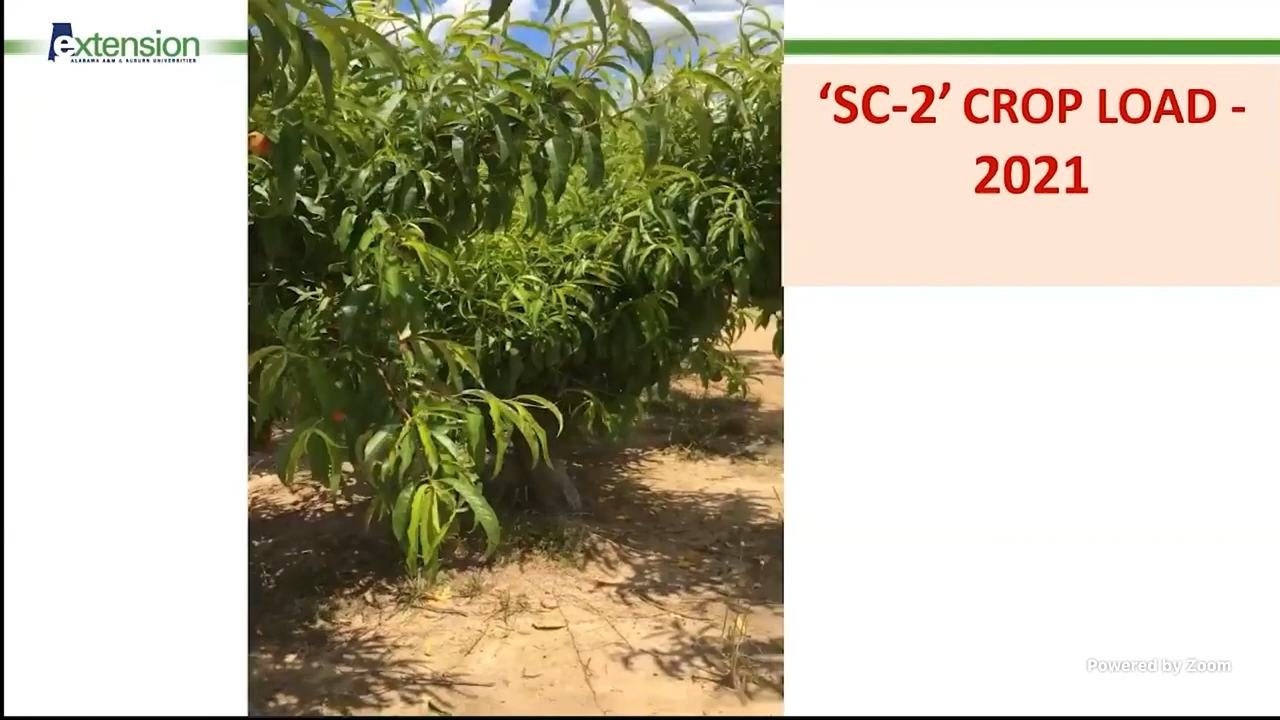 extension
ALABAMA A&M & AUBURN UNIVERSITIES
‘SC-2’ CROP LOAD -
2021
Powered by Zoom